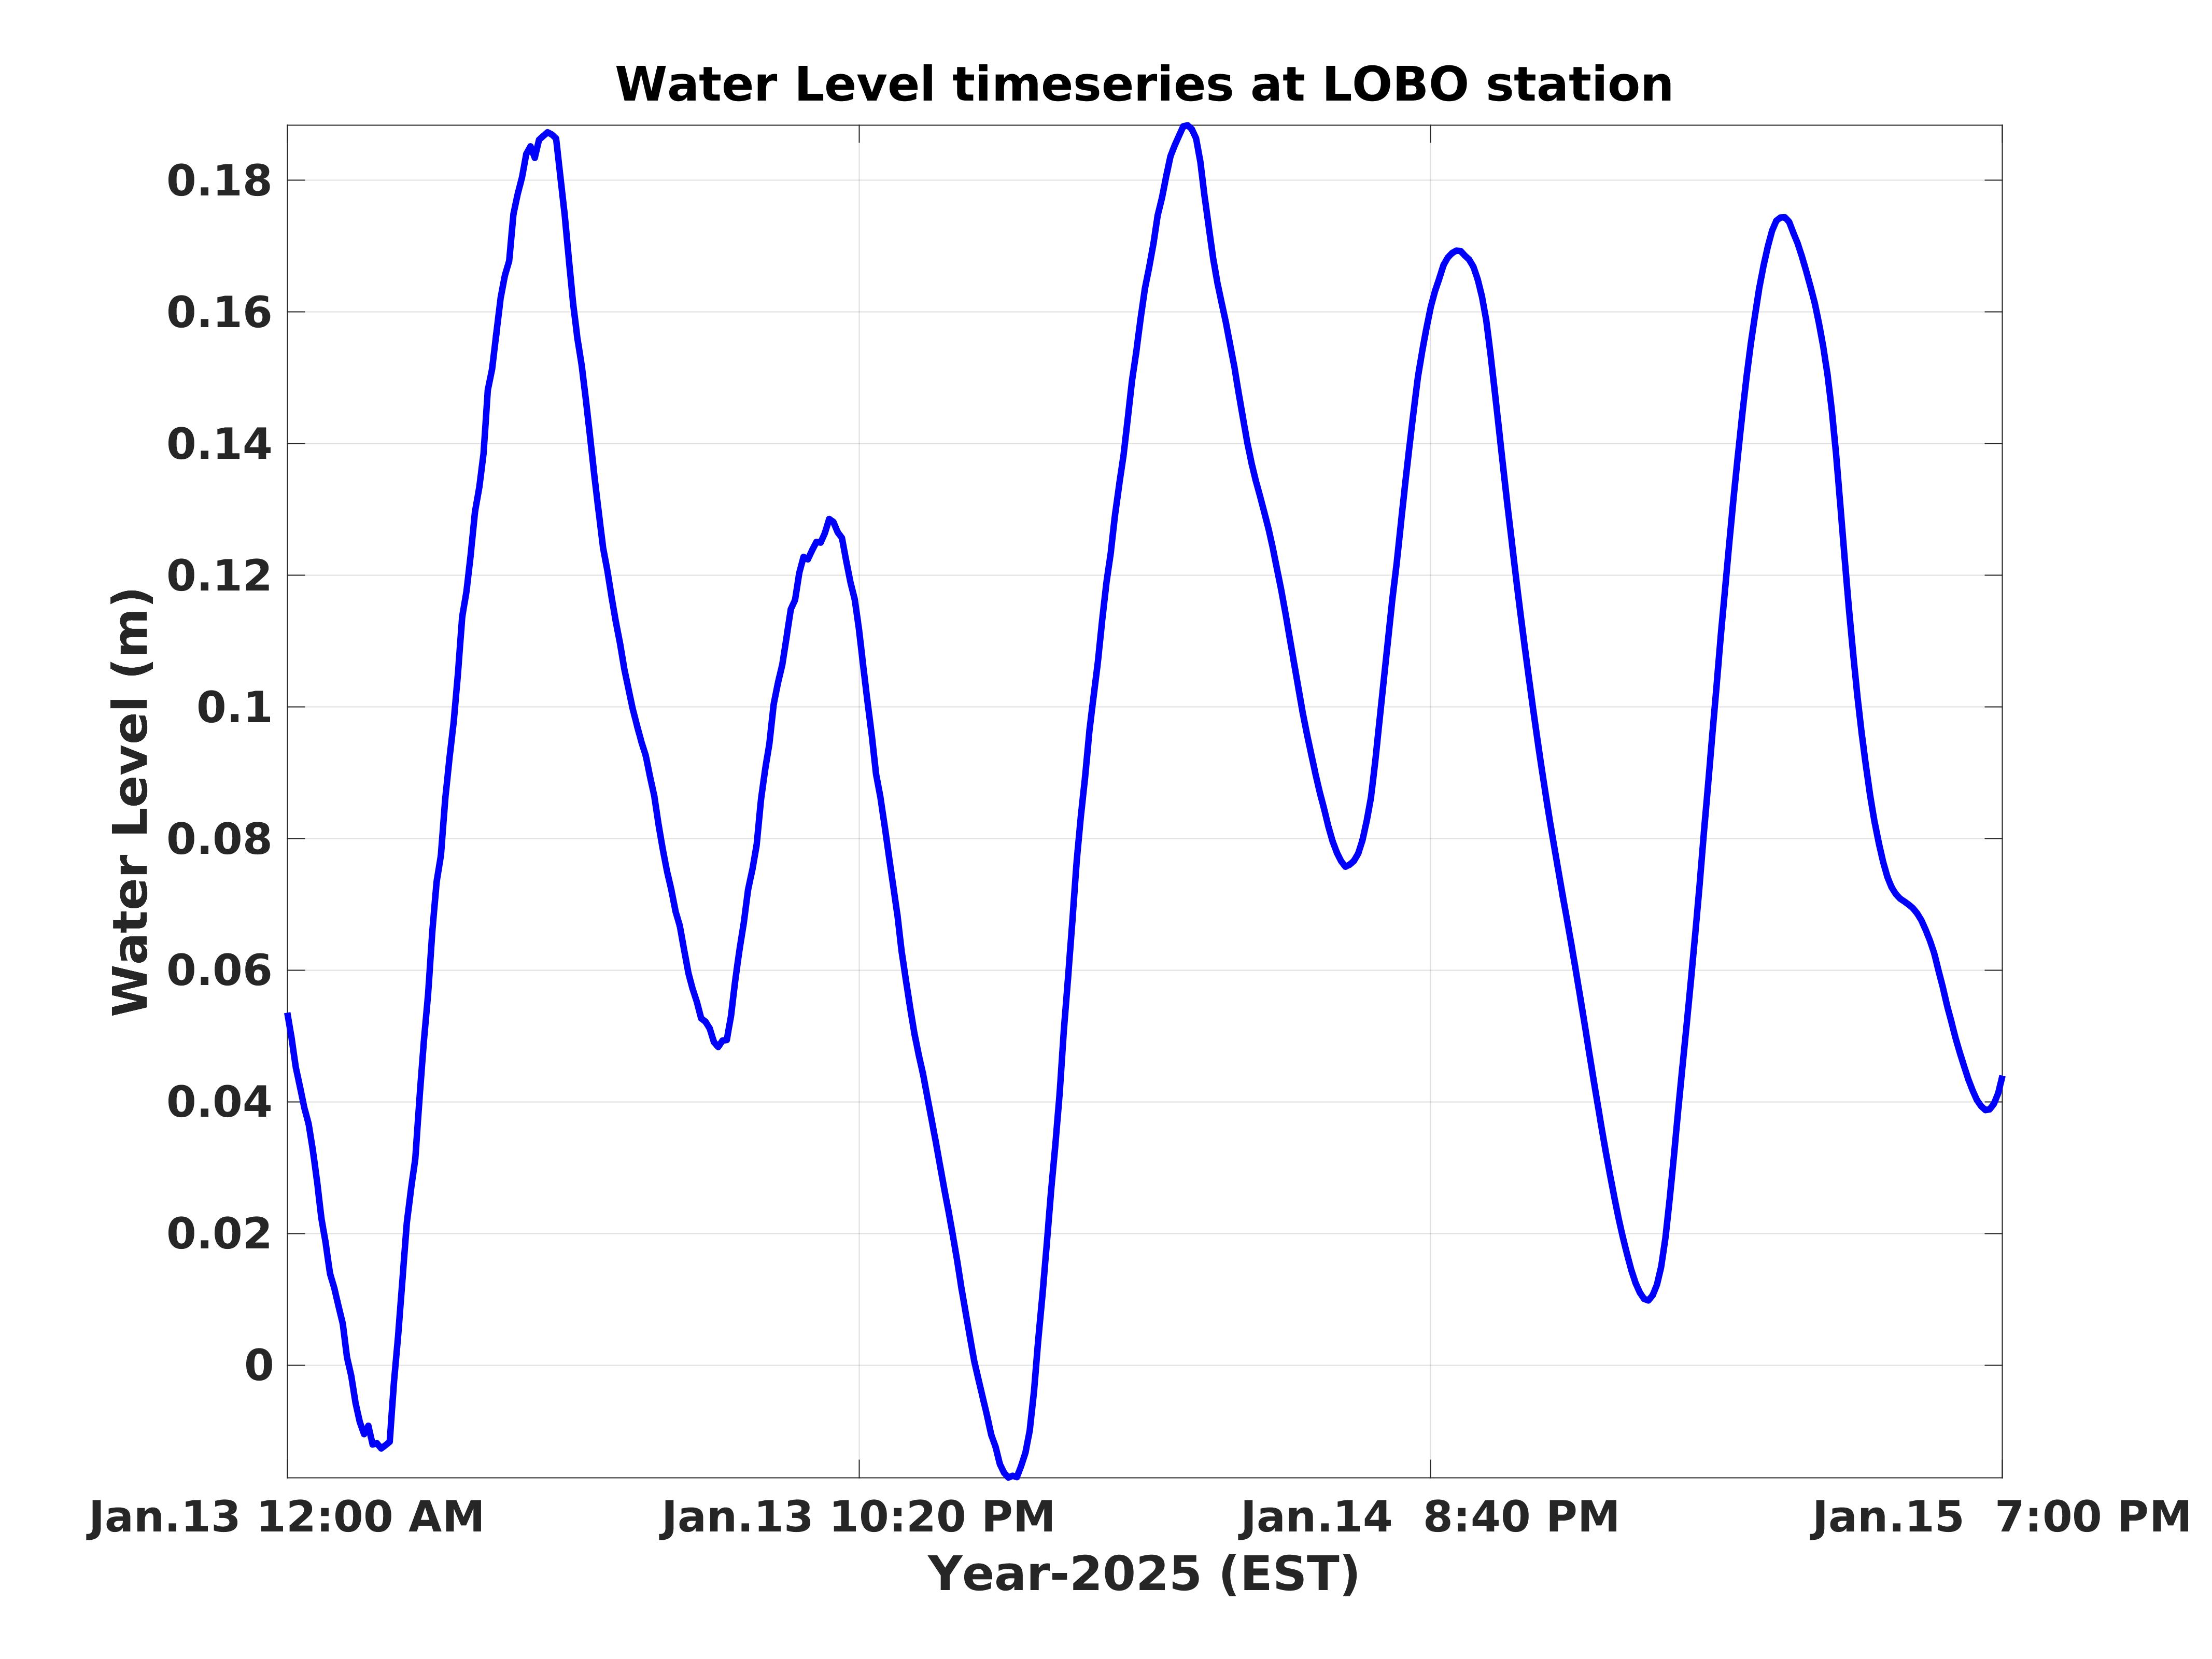 Water Level timeseries at LOBO station
Water Level (m)
0.18
0.16
0.14
0.12
0.1
0.08
0.06
0.04
0.02
0
Jan.13 12:00 AM Jan.13 10:20 PM Jan.14  8:40 PM Jan.15  7:00 PM
Year-2025 (EST)